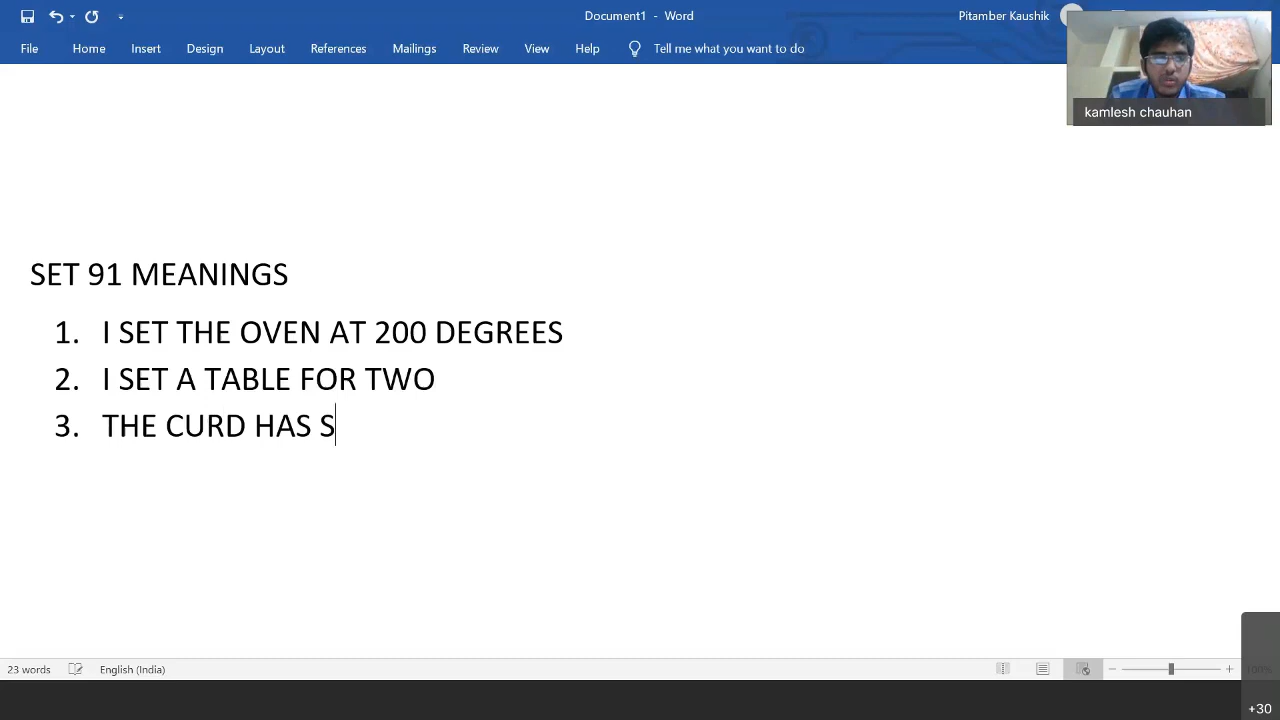 Document1 - Word
Pitamber Kaushik
File Home Insert Design Layout References Mailings Review View Help Tell me what you want to do
kamlesh chauhan
SET 91 MEANINGS
1. I SET THE OVEN AT 200 DEGREES
2. I SET A TABLE FOR TWO
3. THE CURD HAS S
23 words English (India)
100%
+30